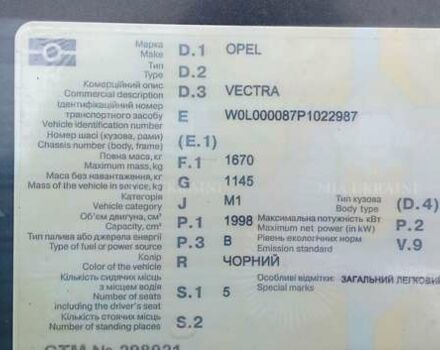 Марка
Make D.1 OPEL
Тип
Type D.2
Комерційний опис
Commercial description D.3 VECTRA
Ідентифікаційний номер
транспортного засобу
Vehicle identification number E W0L000087P1022987
Номер шасі (кузова, рами)
Chassis number (body, frame) (E.1)
Повна маса, кг
Maximum mass, kg F.1 1670
Маса без навантаження, кг
Mass of the vehicle in service, kg G 1145
Категорія
Vehicle category J M1
Тип кузова
Body type (D.4)
Об'єм двигуна, см³
Capacity, cm³ P.1 1998
Максимальна потужність кВт
Maximum net power (in kW) P.2
Тип палива або джерела енергії
Type of fuel or power source P.3 B
Рівень екологічних норм
Emission standard V.9
Колір
Color of the vehicle R ЧОРНИЙ
Кількість сидячих місць
з місцем водія
Number of seats
including the driver's seat S.1 5
Особливі відмітки: ЗАГАЛЬНИЙ ЛЕГКОВИЙ
Special marks
Кількість стоячих місць
Number of standing places S.2